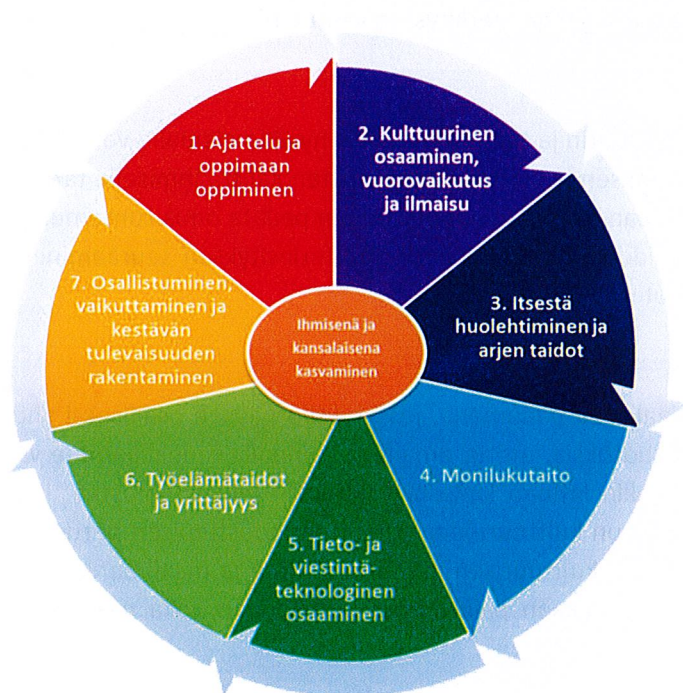 1. Ajattelu ja
oppimaan
oppiminen
2. Kulttuurinen
osaaminen,
vuorovaikutus
ja ilmaisu
3. Itsestä
huolehtiminen ja
arjen taidot
4. Monilukutaito
5. Tieto- ja
viestintä-
teknologinen
osaaminen
6. Työelämätaidot
ja yrittäjyys
7. Osallistuminen,
vaikuttaminen ja
kestävän
tulevaisuuden
rakentaminen
Ihmisenä ja
kansalaisena
kasvaminen